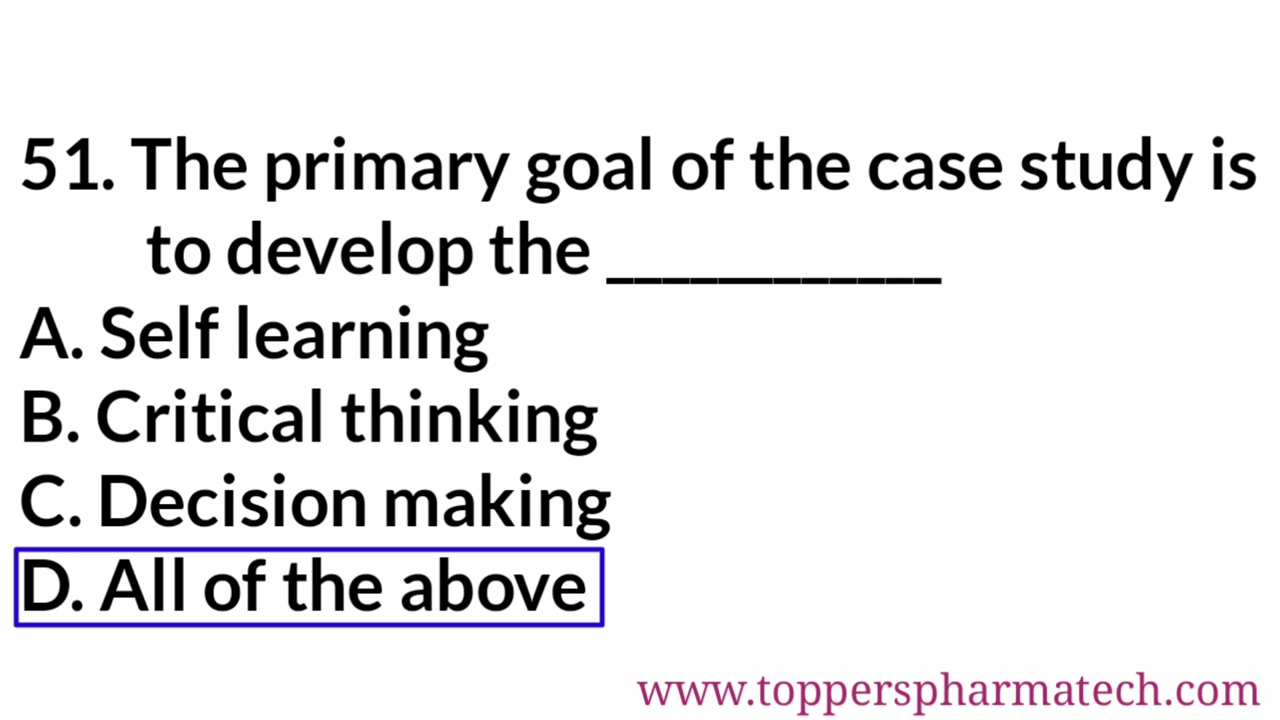 51. The primary goal of the case study is
to develop the ____________
A. Self learning
B. Critical thinking
C. Decision making
D. All of the above
www.topperspharmatech.com